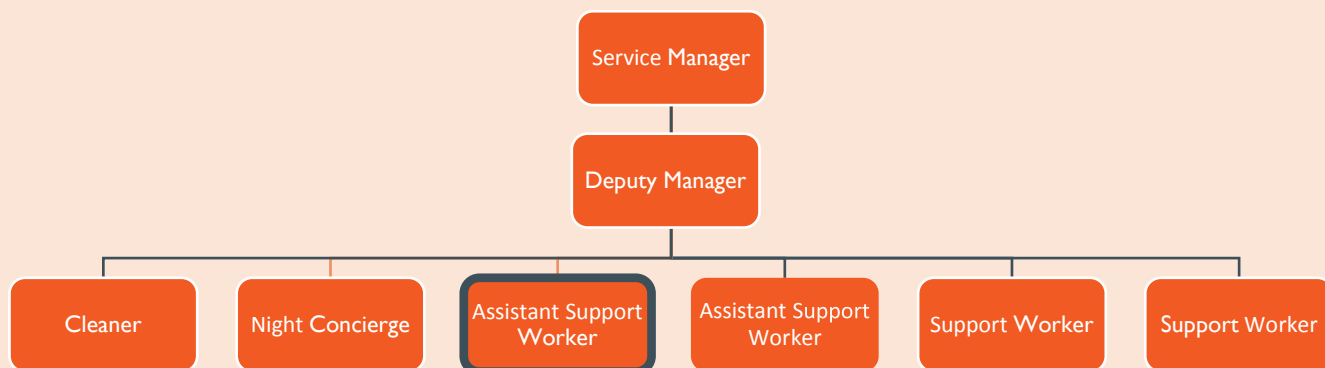 Service Manager
Deputy Manager
Cleaner
Night Concierge
Assistant Support
Worker
Assistant Support
Worker
Support Worker
Support Worker